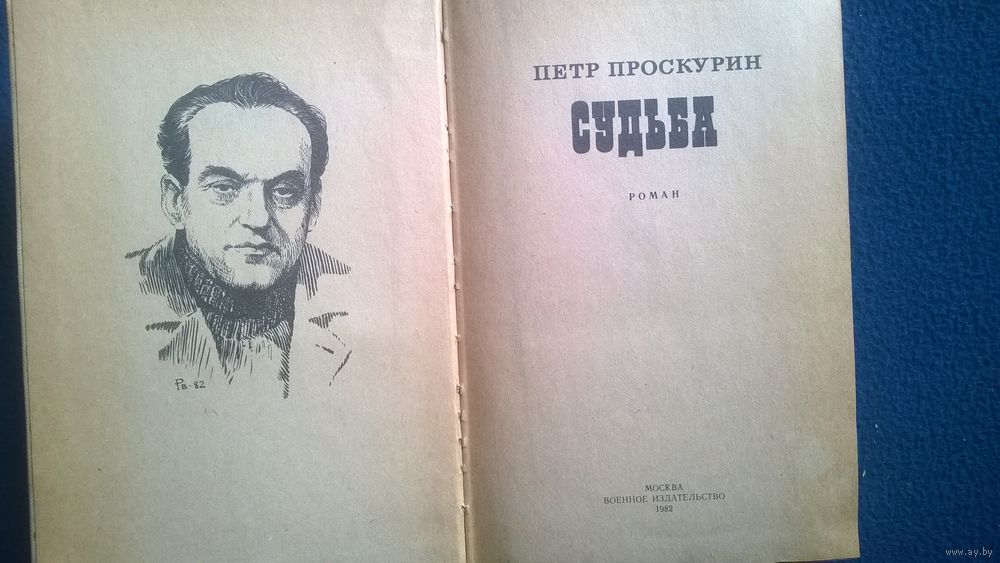 Рв·82
ПЕТР ПРОСКУРИН
СУДЬБА
РОМАН
МОСКВА
ВОЕННОЕ ИЗДАТЕЛЬСТВО
1982
www.ay.by